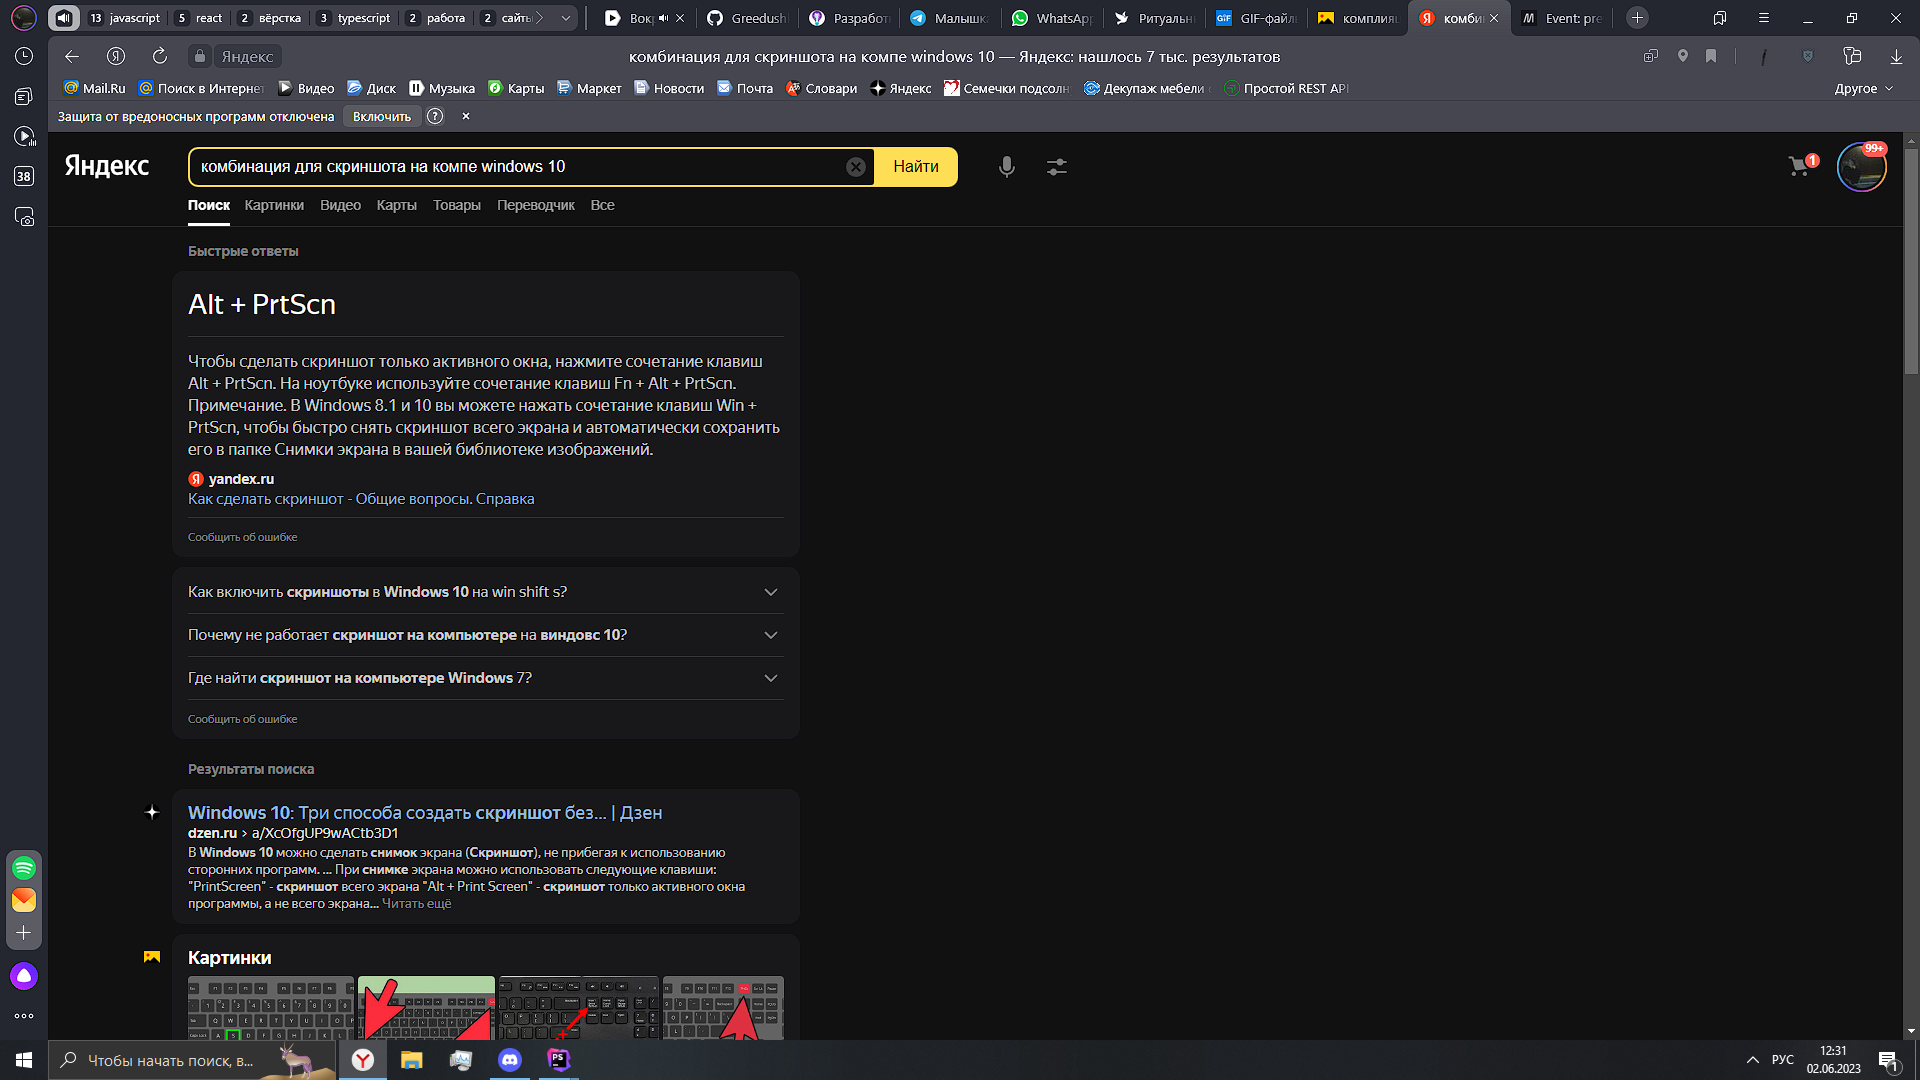 13 javascript 5 react 2 вёрстка 3 typescript 2 работа 2 сайты
Вокр Greedush Разработ Малышка WhatsApp Ритуальн GIF-файл комплия комби Event: pre
Яндекс комбинация для скриншота на компе windows 10 — Яндекс: нашлось 7 тыс. результатов
Mail.Ru Поиск в Интернет Видео Диск Музыка Карты Маркет Новости Почта Словари Яндекс Семечки подсолн Декупаж мебели Простой REST API Другое
Защита от вредоносных программ отключена Включить ?
38
Яндекс комбинация для скриншота на компе windows 10 Найти 1 99+
Поиск Картинки Видео Карты Товары Переводчик Все
Быстрые ответы
Alt + PrtScn
Чтобы сделать скриншот только активного окна, нажмите сочетание клавиш
Alt + PrtScn. На ноутбуке используйте сочетание клавиш Fn + Alt + PrtScn.
Примечание. В Windows 8.1 и 10 вы можете нажать сочетание клавиш Win +
PrtScn, чтобы быстро снять скриншот всего экрана и автоматически сохранить
его в папке Снимки экрана в вашей библиотеке изображений.
Я yandex.ru
Как сделать скриншот - Общие вопросы. Справка
Сообщить об ошибке
Как включить скриншоты в Windows 10 на win shift s?
Почему не работает скриншот на компьютере на виндовс 10?
Где найти скриншот на компьютере Windows 7?
Сообщить об ошибке
Результаты поиска
Windows 10: Три способа создать скриншот без... | Дзен
dzen.ru › a/XcOfgUP9wACtb3D1
В Windows 10 можно сделать снимок экрана (Скриншот), не прибегая к использованию
сторонних программ. ... При снимке экрана можно использовать следующие клавиши:
"PrintScreen" - скриншот всего экрана "Alt + Print Screen" - скриншот только активного окна
программы, а не всего экрана... Читать ещё
Картинки
Чтобы начать поиск, в... PS РУС 12:31
02.06.2023 1